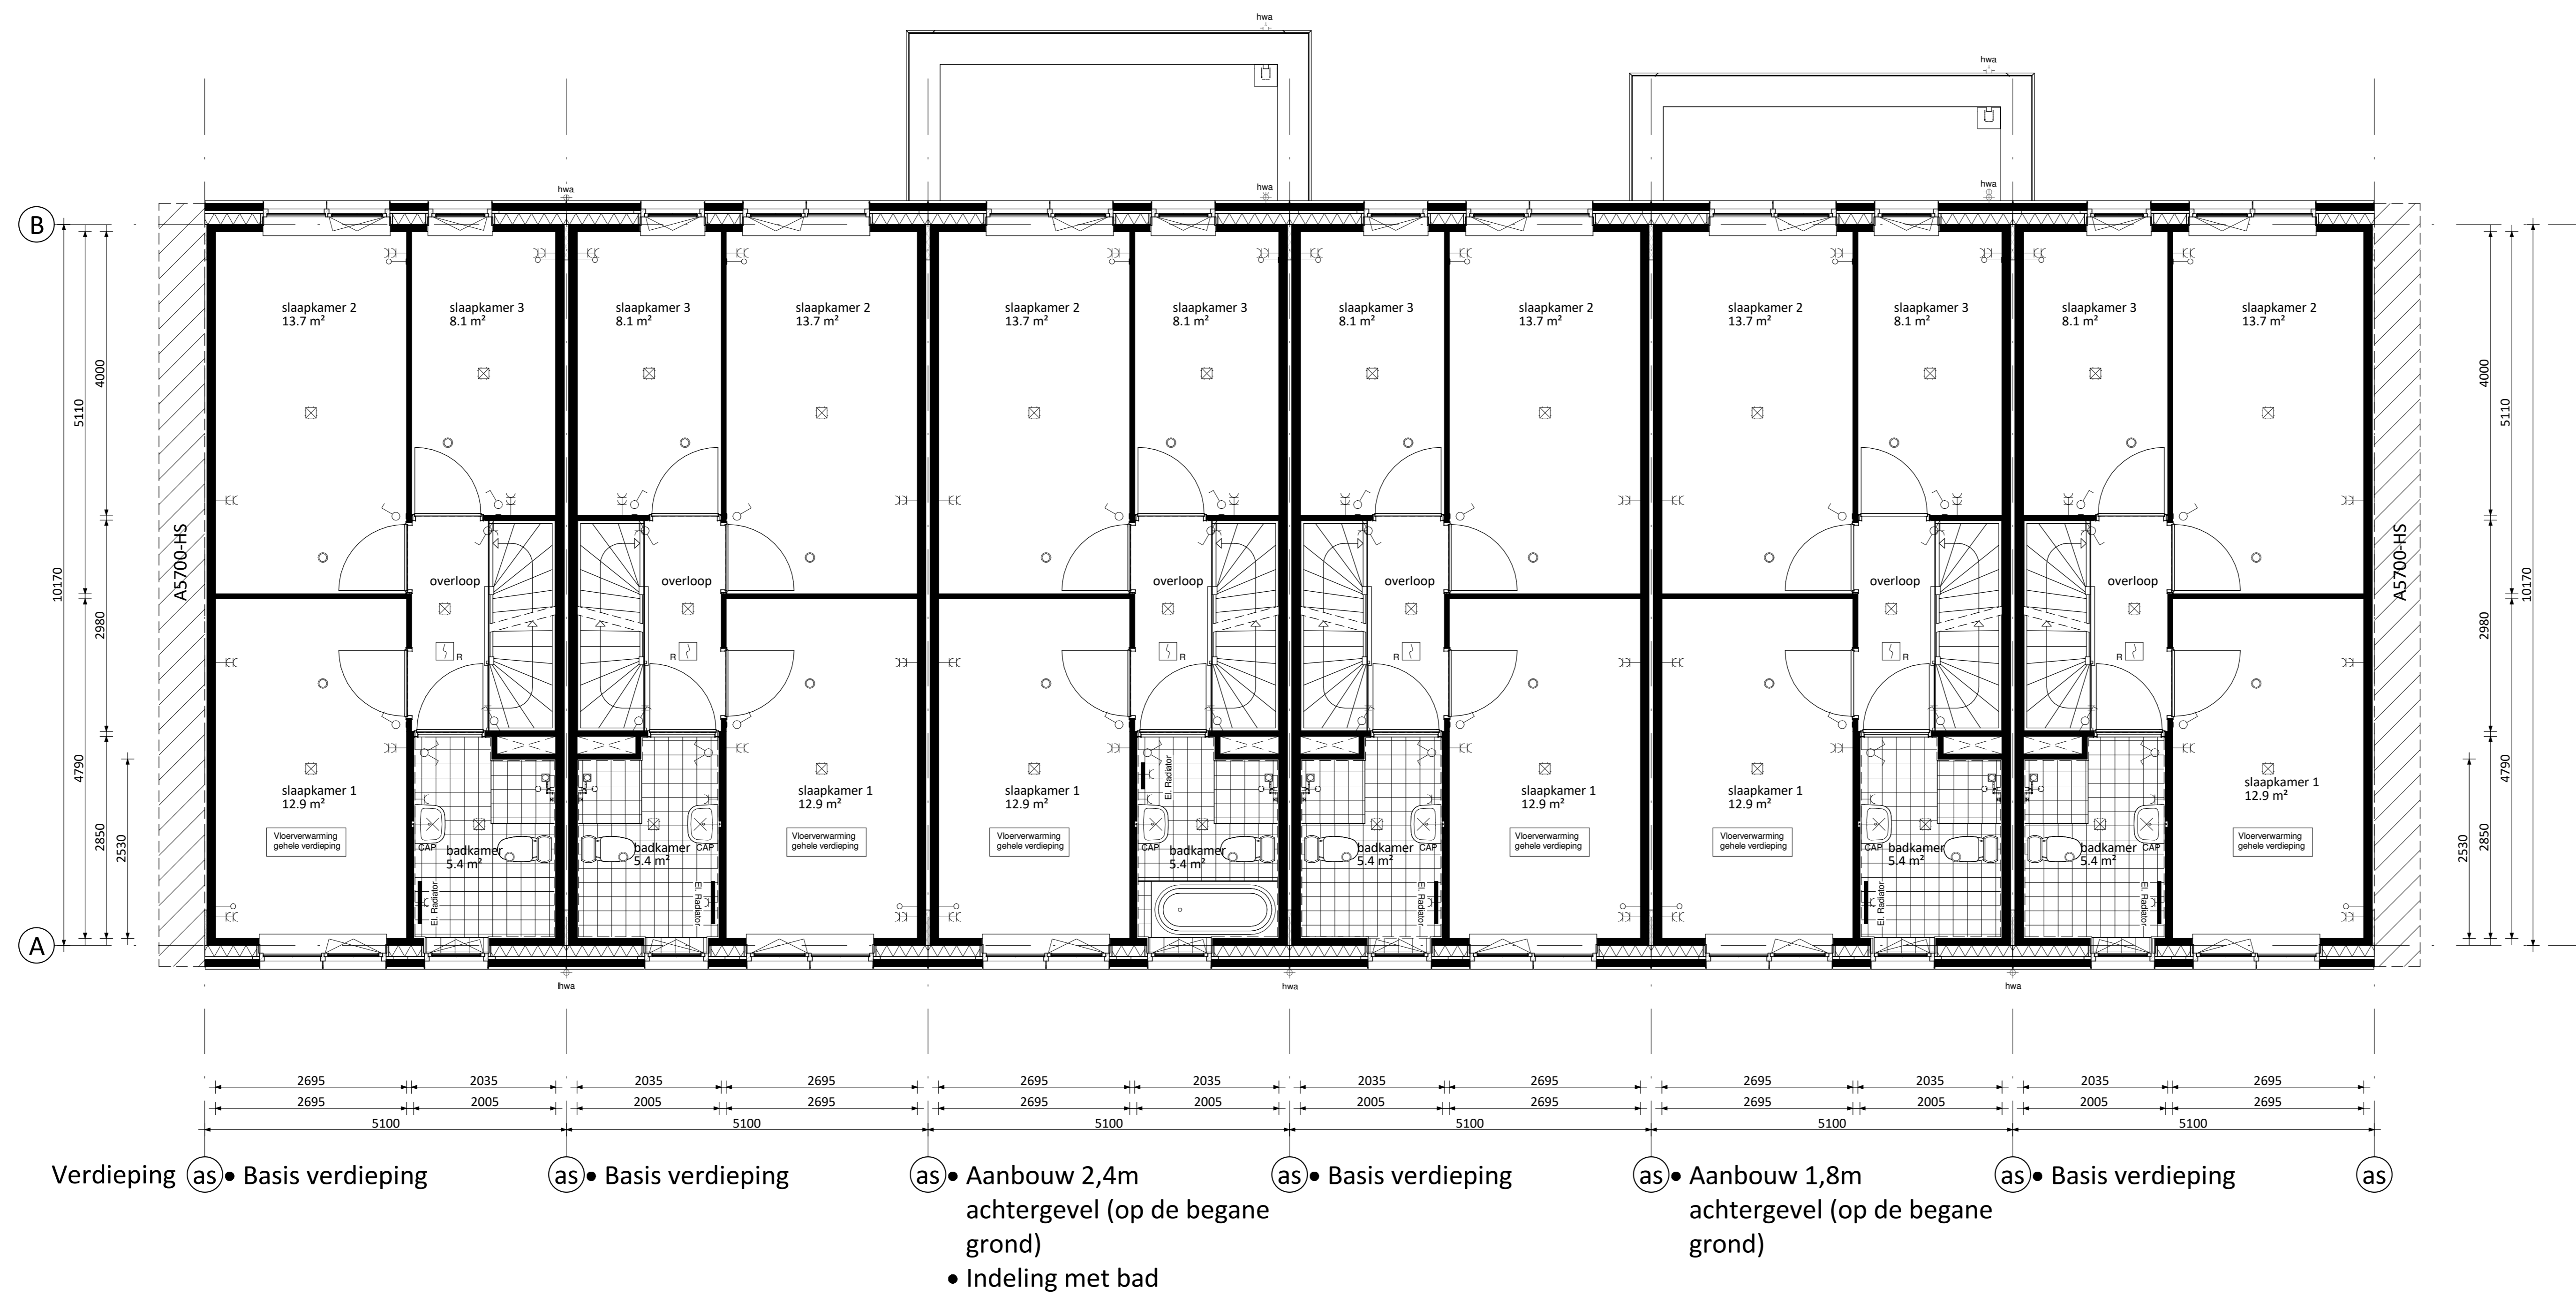 hwa
hwa
hwa
hwa
hwa
B
slaapkamer 2
13.7 m²
slaapkamer 3
8.1 m²
slaapkamer 3
8.1 m²
slaapkamer 2
13.7 m²
slaapkamer 2
13.7 m²
slaapkamer 3
8.1 m²
slaapkamer 3
8.1 m²
slaapkamer 2
13.7 m²
slaapkamer 2
13.7 m²
slaapkamer 3
8.1 m²
slaapkamer 3
8.1 m²
slaapkamer 2
13.7 m²
10170
5110
4790
4000
2980
2850
2530
A5700-HS
overloop
R
overloop
R
overloop
R
overloop
R
overloop
R
overloop
R
A5700-HS
4000
2980
2850
2530
5110
4790
10170
slaapkamer 1
12.9 m²
Vloerverwarming
gehele verdieping
CAP
badkamer
5.4 m²
El. Radiator
badkamer
5.4 m²
CAP
El. Radiator
slaapkamer 1
12.9 m²
Vloerverwarming
gehele verdieping
slaapkamer 1
12.9 m²
Vloerverwarming
gehele verdieping
El. Radiator
CAP
badkamer
5.4 m²
badkamer
5.4 m²
CAP
El. Radiator
slaapkamer 1
12.9 m²
Vloerverwarming
gehele verdieping
slaapkamer 1
12.9 m²
Vloerverwarming
gehele verdieping
CAP
badkamer
5.4 m²
El. Radiator
badkamer
5.4 m²
CAP
El. Radiator
slaapkamer 1
12.9 m²
Vloerverwarming
gehele verdieping
A
hwa
hwa
hwa
2695 2035 2035 2695 2695 2035 2035 2695 2695 2035 2035 2695
2695 2005 2005 2695 2695 2005 2005 2695 2695 2005 2005 2695
5100 5100 5100 5100 5100 5100
Verdieping
as
• Basis verdieping
as
• Basis verdieping
as
• Aanbouw 2,4m
achtergevel (op de begane
grond)
• Indeling met bad
as
• Basis verdieping
as
• Aanbouw 1,8m
achtergevel (op de begane
grond)
as
• Basis verdieping
as